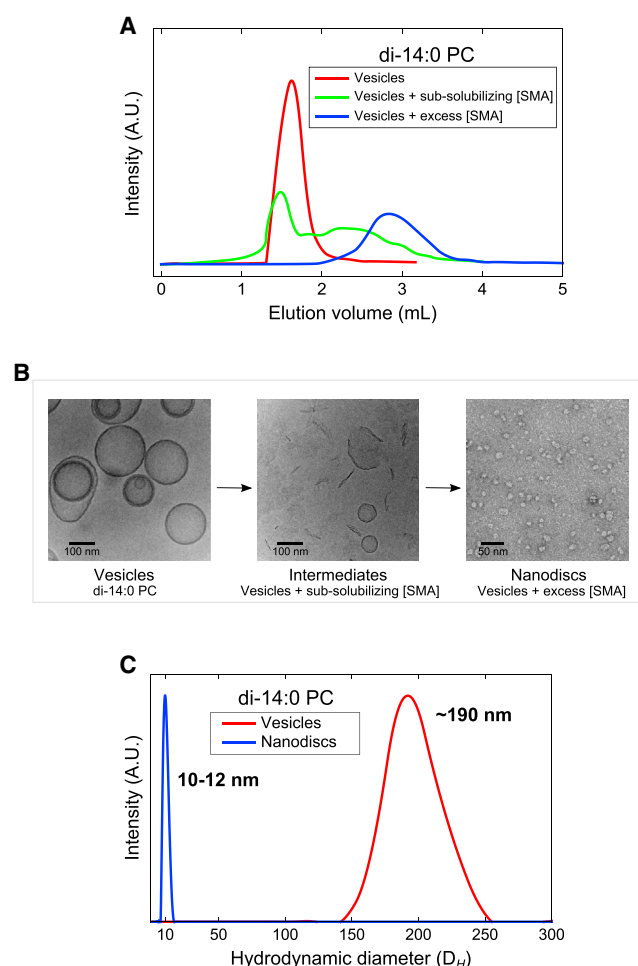 A
di-14:0 PC
Vesicles
Vesicles + sub-solubilizing [SMA]
Vesicles + excess [SMA]
Intensity (A.U.)
0 1 2 3 4 5
Elution volume (mL)
B
100 nm 100 nm 50 nm
Vesicles Intermediates Nanodiscs
di-14:0 PC Vesicles + sub-solubilizing [SMA] Vesicles + excess [SMA]
C
di-14:0 PC
Vesicles
Nanodiscs
~190 nm
10-12 nm
Intensity (A.U.)
10 50 100 150 200 250 300
Hydrodynamic diameter (D_H)